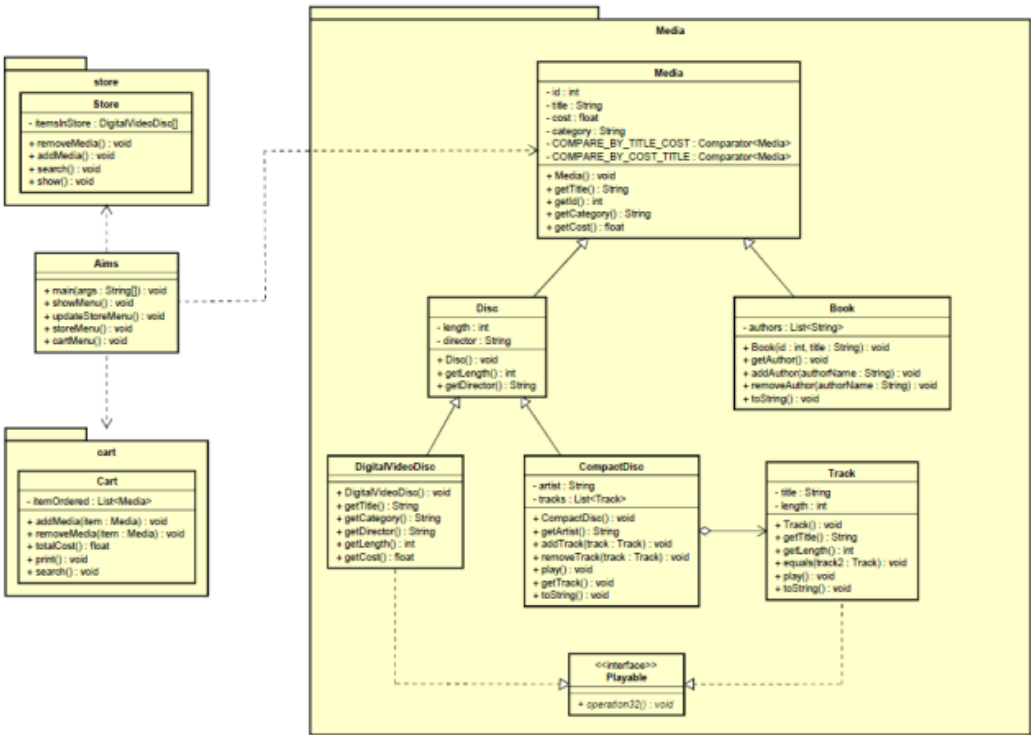 store
Store
- itemsInStore : DigitalVideoDisc[]
+ removeMedia() : void
+ addMedia() : void
+ search() : void
+ show() : void
Aims
+ main(args : String[]) : void
+ showMenu() : void
+ updateStoreMenu() : void
+ storeMenu() : void
+ cartMenu() : void
cart
Cart
- itemOrdered : List<Media>
+ addMedia(item : Media) : void
+ removeMedia(item : Media) : void
+ totalCost() : float
+ print() : void
+ search() : void
Media
Media
- id : int
- title : String
- cost : float
- category : String
- COMPARE_BY_TITLE_COST : Comparator<Media>
- COMPARE_BY_COST_TITLE : Comparator<Media>
+ Media() : void
+ getTitle() : String
+ getId() : int
+ getCategory() : String
+ getCost() : float
Disc
- length : int
- director : String
+ Disc() : void
+ getLength() : int
+ getDirector() : String
Book
- authors : List<String>
+ Book(id : int, title : String) : void
+ getAuthor() : void
+ addAuthor(authorName : String) : void
+ removeAuthor(authorName : String) : void
+ toString() : void
DigitalVideoDisc
+ DigitalVideoDisc() : void
+ getTitle() : String
+ getCategory() : String
+ getDirector() : String
+ getLength() : int
+ getCost() : float
CompactDisc
- artist : String
- tracks : List<Track>
+ CompactDisc() : void
+ getArtist() : String
+ addTrack(track : Track) : void
+ removeTrack(track : Track) : void
+ play() : void
+ getTrack() : void
+ toString() : void
Track
- title : String
- length : int
+ Track() : void
+ getTitle() : String
+ getLength() : int
+ equals(track2 : Track) : void
+ play() : void
+ toString() : void
<<interface>>
Playable
+ operation32() : void